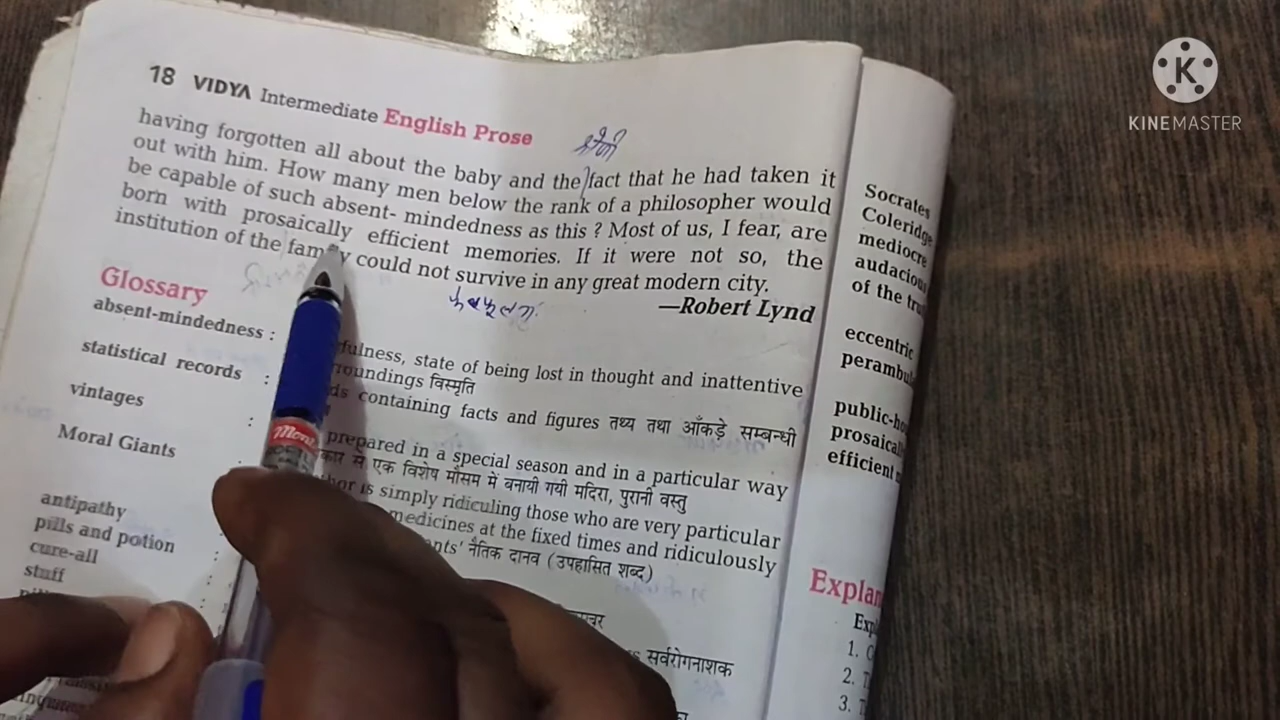 18 VIDYA Intermediate English Prose
श्रेणी
having forgotten all about the baby and the fact that he had taken it
out with him. How many men below the rank of a philosopher would
be capable of such absent- mindedness as this ? Most of us, I fear, are
born with prosaically efficient memories. If it were not so, the
institution of the family could not survive in any great modern city.
—Robert Lynd
Glossary
absent-mindedness : fulness, state of being lost in thought and inattentive
roundings विस्मृति
statistical records : ds containing facts and figures तथ्य तथा आँकड़े सम्बन्धी
vintages : prepared in a special season and in a particular way
कार से एक विशेष मौसम में बनायी गयी मदिरा, पुरानी वस्तु
Moral Giants : hor is simply ridiculing those who are very particular
medicines at the fixed times and ridiculously
ants' नैतिक दानव (उपहासित शब्द)
antipathy :
pills and potion :
cure-all : सर्वरोगनाशक
stuff :
Socrates
Coleridge
mediocre
audaciou
of the tru
eccentric
perambul
public-ho
prosaicall
efficient m
Explan
Exp
1. C
2. T
3. T
K
KINEMASTER